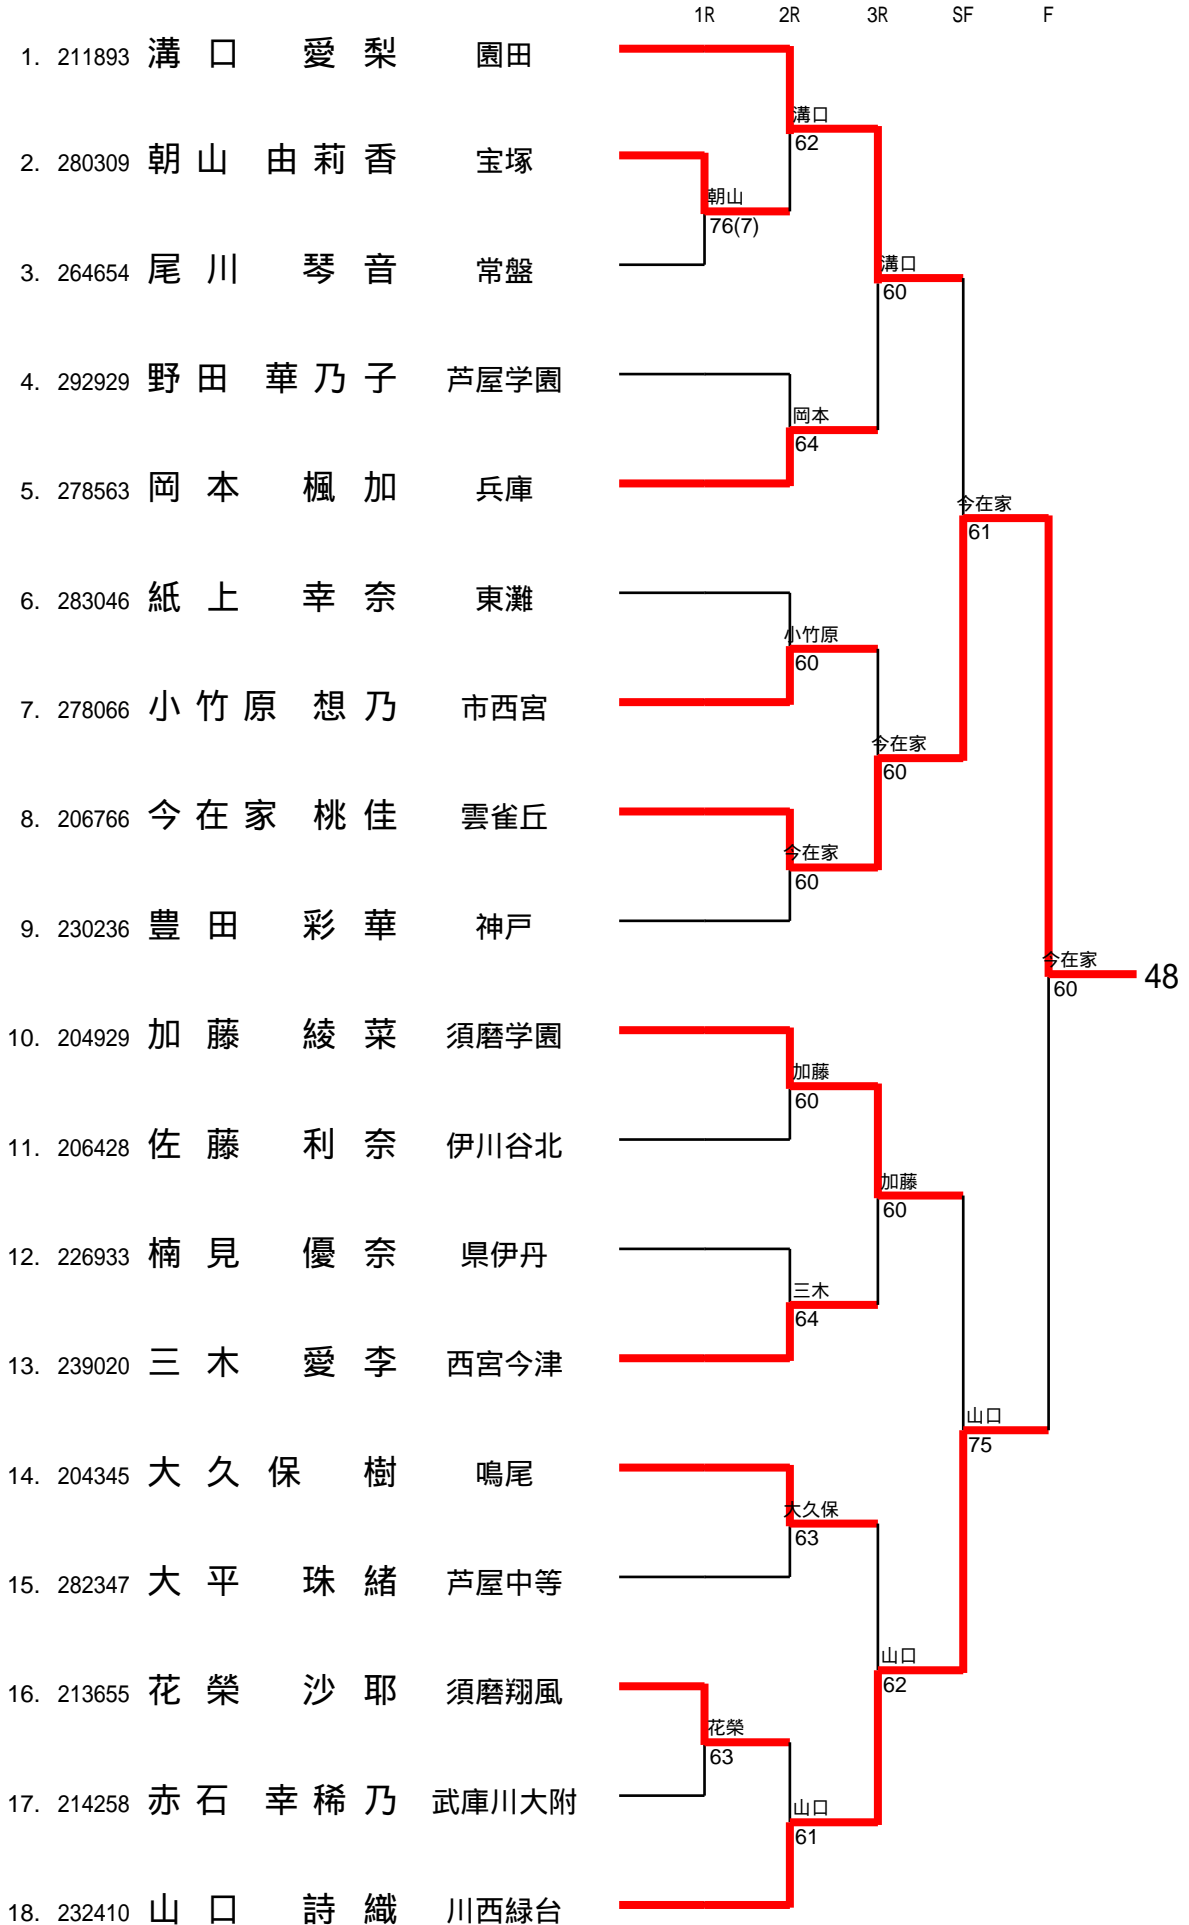 1R 2R 3R SF F
1. 211893 溝口 愛梨 園田
溝口
62
2. 280309 朝山 由莉香 宝塚
朝山
76(7)
3. 264654 尾川 琴音 常盤
溝口
60
4. 292929 野田 華乃子 芦屋学園
岡本
64
5. 278563 岡本 楓加 兵庫
今在家
61
6. 283046 紙上 幸奈 東灘
小竹原
60
7. 278066 小竹原 想乃 市西宮
今在家
60
8. 206766 今在家 桃佳 雲雀丘
今在家
60
9. 230236 豊田 彩華 神戸
今在家
60 48
10. 204929 加藤 綾菜 須磨学園
加藤
60
11. 206428 佐藤 利奈 伊川谷北
加藤
60
12. 226933 楠見 優奈 県伊丹
三木
64
13. 239020 三木 愛李 西宮今津
山口
75
14. 204345 大久保 樹 鳴尾
大久保
63
15. 282347 大平 珠緒 芦屋中等
山口
62
16. 213655 花榮 沙耶 須磨翔風
花榮
63
17. 214258 赤石 幸稀乃 武庫川大附
山口
61
18. 232410 山口 詩織 川西緑台